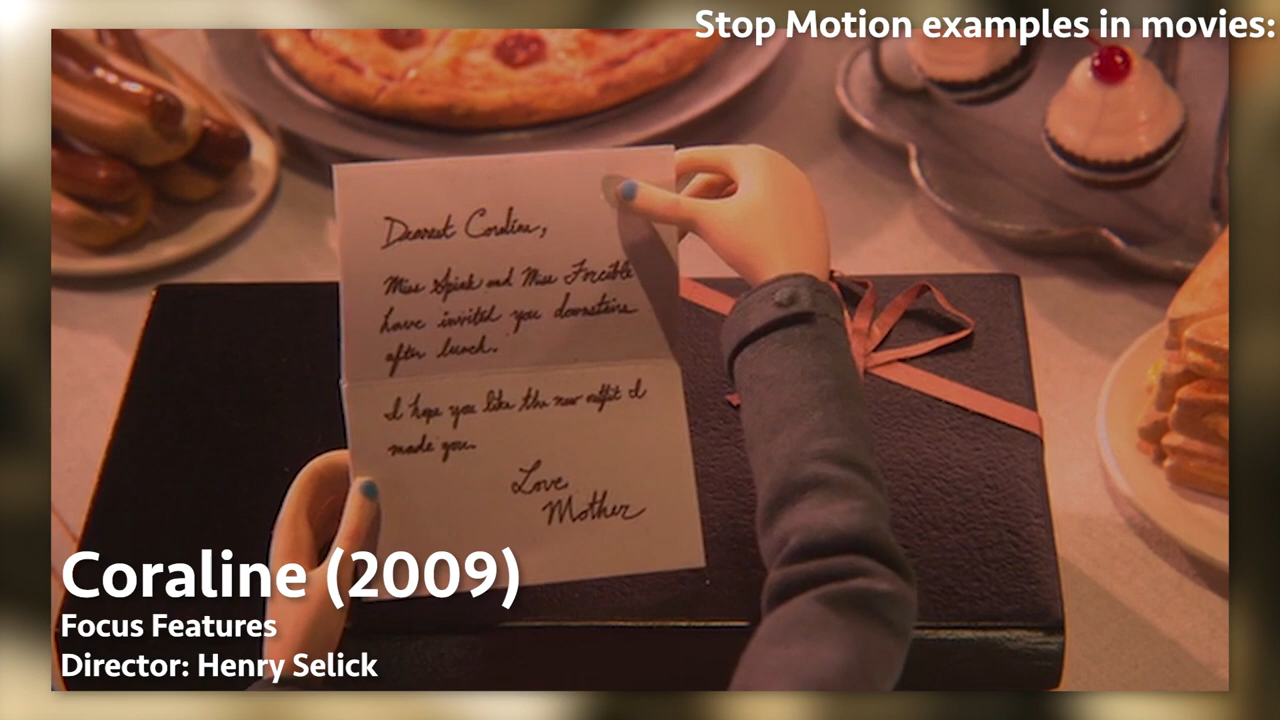 Stop Motion examples in movies:
Dearest Coraline,
Miss Spink and Miss Forcible
have invited you downstairs
after lunch.
I hope you like the new outfit I
made you.
Love
Mother
Coraline (2009)
Focus Features
Director: Henry Selick